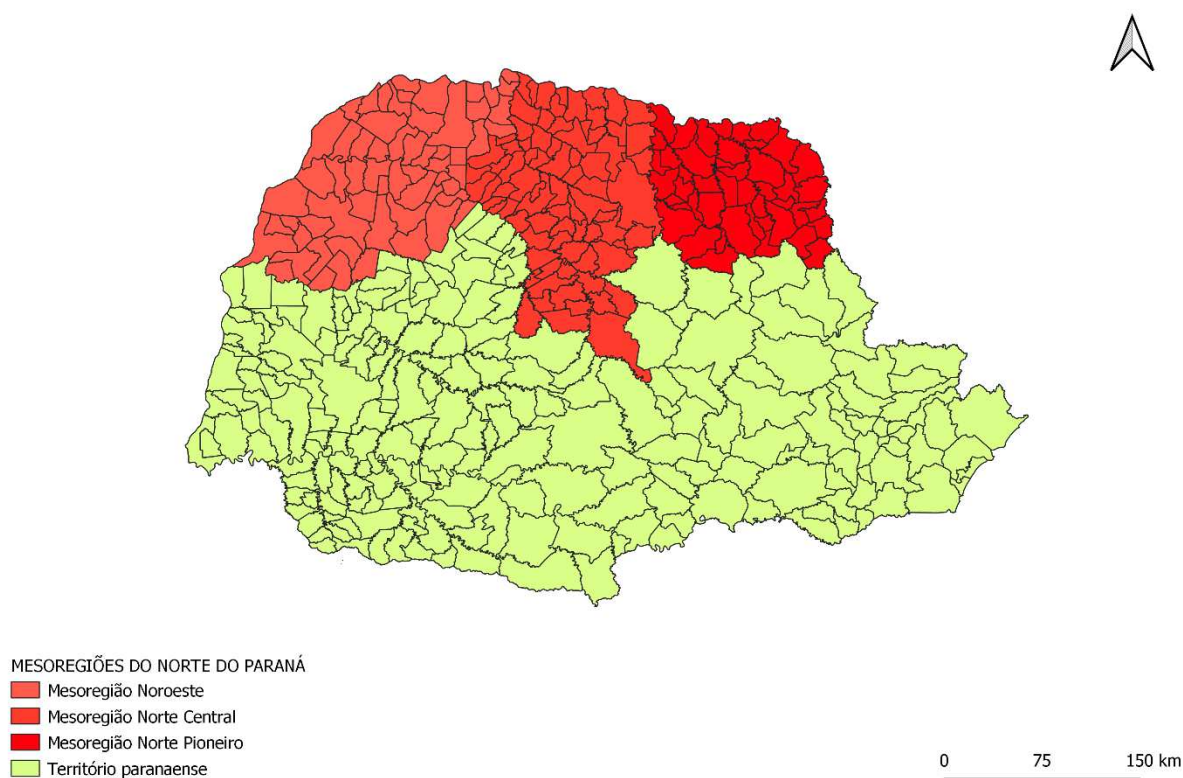 MESOREGIÕES DO NORTE DO PARANÁ
Mesoregião Noroeste
Mesoregião Norte Central
Mesoregião Norte Pioneiro
Território paranaense
0 75 150 km